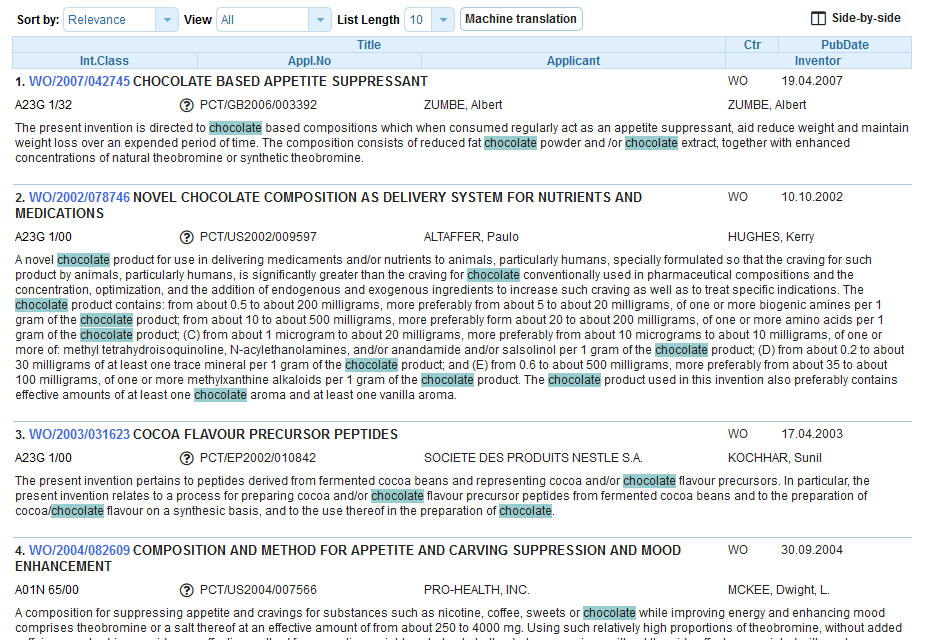 Sort by: Relevance View All List Length 10 Machine translation Side-by-side
Title Ctr PubDate
Int.Class Appl.No Applicant Inventor
1. WO/2007/042745 CHOCOLATE BASED APPETITE SUPPRESSANT WO 19.04.2007
A23G 1/32 ? PCT/GB2006/003392 ZUMBE, Albert ZUMBE, Albert
The present invention is directed to chocolate based compositions which when consumed regularly act as an appetite suppressant, aid reduce weight and maintain
weight loss over an expended period of time. The composition consists of reduced fat chocolate powder and /or chocolate extract, together with enhanced
concentrations of natural theobromine or synthetic theobromine.
2. WO/2002/078746 NOVEL CHOCOLATE COMPOSITION AS DELIVERY SYSTEM FOR NUTRIENTS AND WO 10.10.2002
MEDICATIONS
A23G 1/00 ? PCT/US2002/009597 ALTAFFER, Paulo HUGHES, Kerry
A novel chocolate product for use in delivering medicaments and/or nutrients to animals, particularly humans, specially formulated so that the craving for such
product by animals, particularly humans, is significantly greater than the craving for chocolate conventionally used in pharmaceutical compositions and the
concentration, optimization, and the addition of endogenous and exogenous ingredients to increase such craving as well as to treat specific indications. The
chocolate product contains: from about 0.5 to about 200 milligrams, more preferably from about 5 to about 20 milligrams, of one or more biogenic amines per 1
gram of the chocolate product; from about 10 to about 500 milligrams, more preferably form about 20 to about 200 milligrams, of one or more amino acids per 1
gram of the chocolate product; (C) from about 1 microgram to about 20 milligrams, more preferably from about 10 micrograms to about 10 milligrams, of one or
more of: methyl tetrahydroisoquinoline, N-acylethanolamines, and/or anandamide and/or salsolinol per 1 gram of the chocolate product; (D) from about 0.2 to about
30 milligrams of at least one trace mineral per 1 gram of the chocolate product; and (E) from 0.6 to about 500 milligrams, more preferably from about 35 to about
100 milligrams, of one or more methylxanthine alkaloids per 1 gram of the chocolate product. The chocolate product used in this invention also preferably contains
effective amounts of at least one chocolate aroma and at least one vanilla aroma.
3. WO/2003/031623 COCOA FLAVOUR PRECURSOR PEPTIDES WO 17.04.2003
A23G 1/00 ? PCT/EP2002/010842 SOCIETE DES PRODUITS NESTLE S.A. KOCHHAR, Sunil
The present invention pertains to peptides derived from fermented cocoa beans and representing cocoa and/or chocolate flavour precursors. In particular, the
present invention relates to a process for preparing cocoa and/or chocolate flavour precursor peptides from fermented cocoa beans and to the preparation of
cocoa/chocolate flavour on a synthesic basis, and to the use thereof in the preparation of chocolate.
4. WO/2004/082609 COMPOSITION AND METHOD FOR APPETITE AND CARVING SUPPRESSION AND MOOD WO 30.09.2004
ENHANCEMENT
A01N 65/00 ? PCT/US2004/007566 PRO-HEALTH, INC. MCKEE, Dwight, L.
A composition for suppressing appetite and cravings for substances such as nicotine, coffee, sweets or chocolate while improving energy and enhancing mood
comprises theobromine or a salt thereof at an effective amount of from about 250 to 4000 mg. Using such relatively high proportions of theobromine, without added